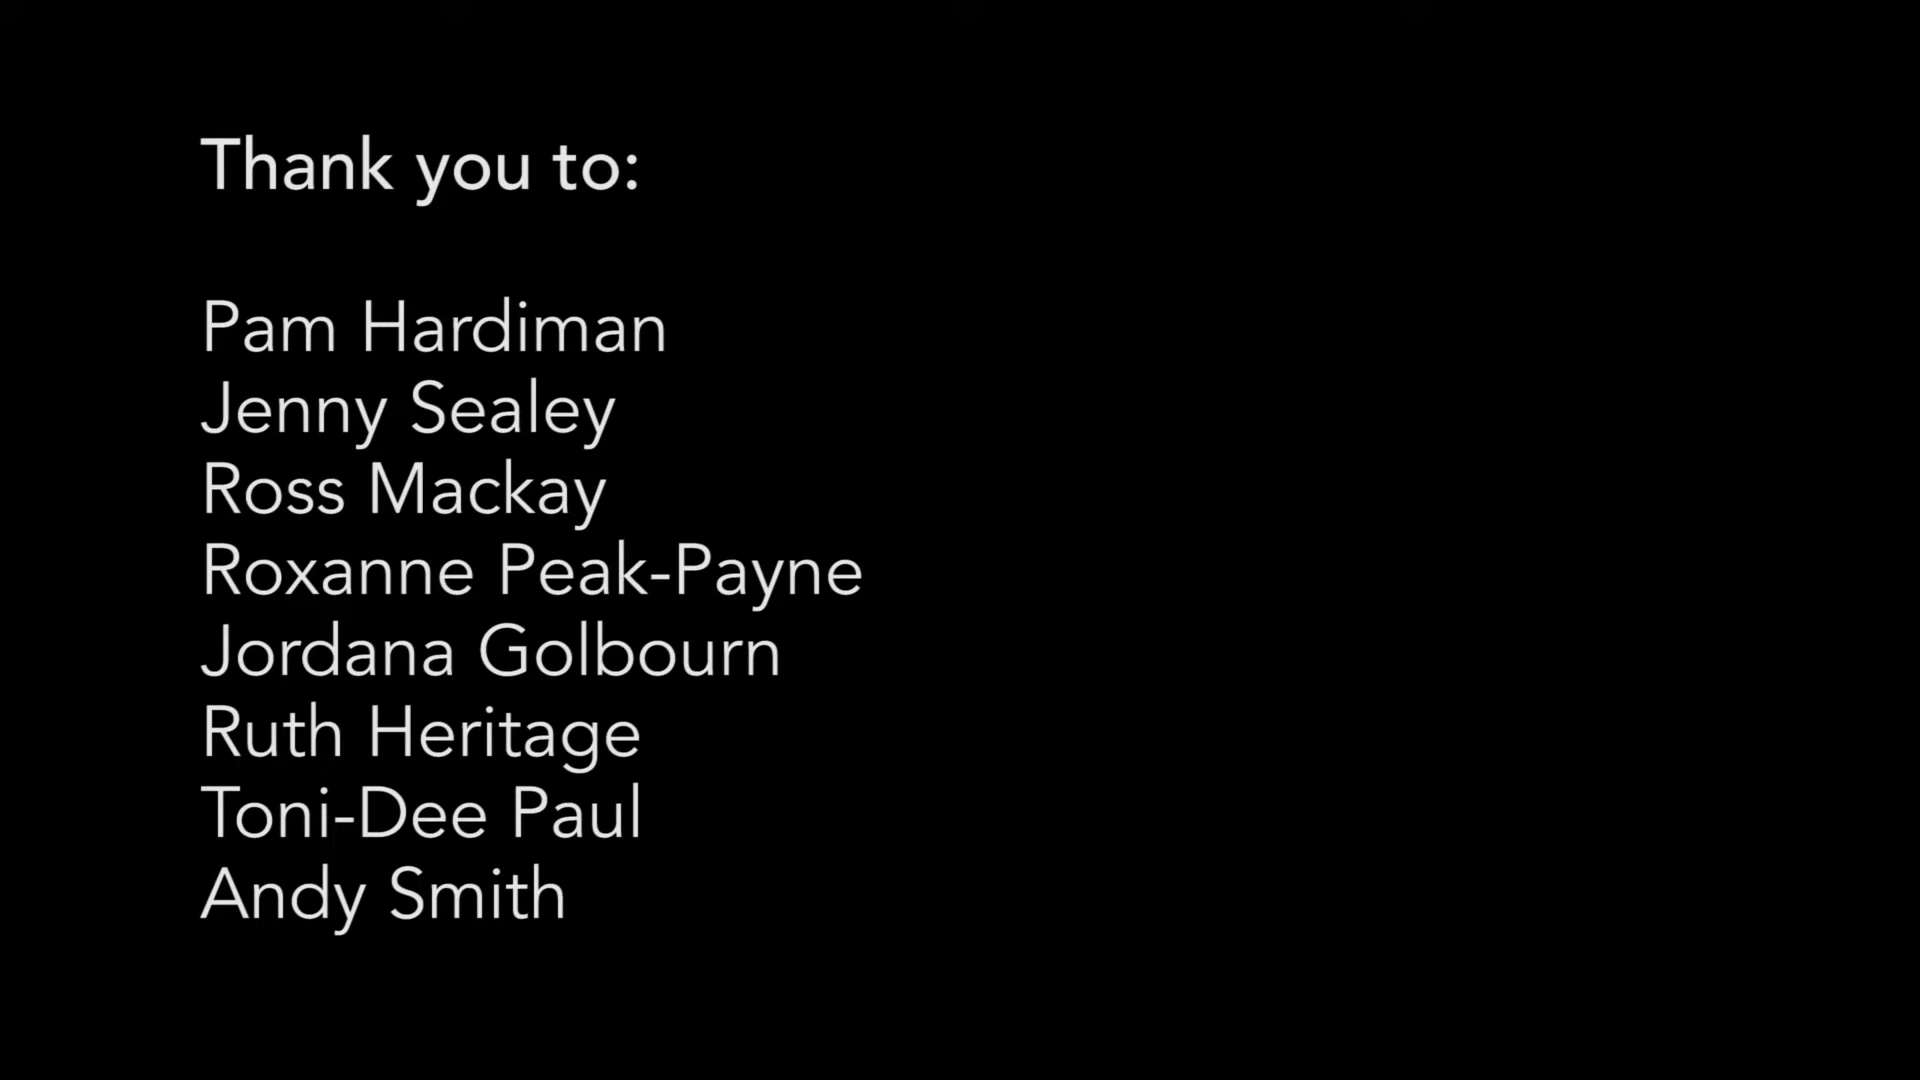 Thank you to:
Pam Hardiman
Jenny Sealey
Ross Mackay
Roxanne Peak-Payne
Jordana Golbourn
Ruth Heritage
Toni-Dee Paul
Andy Smith